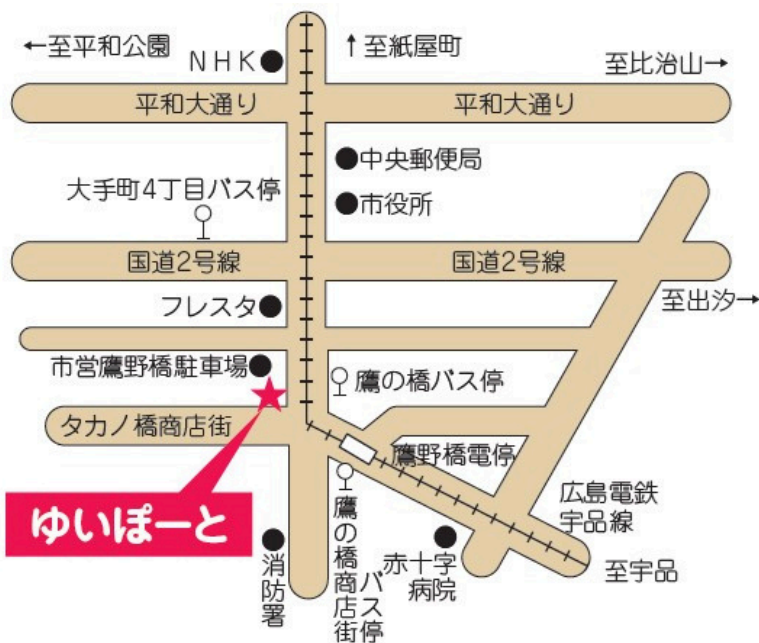 ←至平和公園
NHK
↑至紙屋町
至比治山→
平和大通り
平和大通り
中央郵便局
大手町4丁目バス停
市役所
国道2号線
国道2号線
フレスタ
至出汐→
市営鷹野橋駐車場
鷹の橋バス停
タカノ橋商店街
鷹野橋電停
ゆいぽーと
広島電鉄
宇品線
消防署
鷹の橋商店街
バス停
赤十字
病院
至宇品